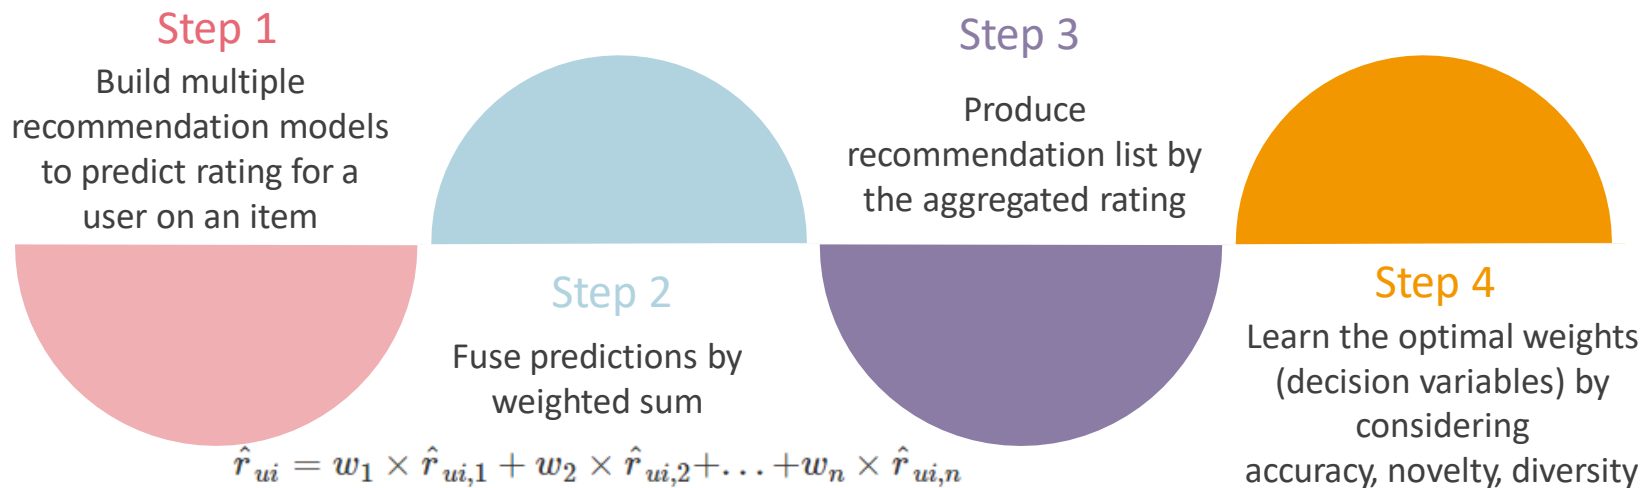 Step 1
Build multiple
recommendation models
to predict rating for a
user on an item
Step 2
Fuse predictions by
weighted sum
r̂ ui = w1 × r̂ ui,1 + w2 × r̂ ui,2+...+wn × r̂ ui,n
Step 3
Produce
recommendation list by
the aggregated rating
Step 4
Learn the optimal weights
(decision variables) by
considering
accuracy, novelty, diversity